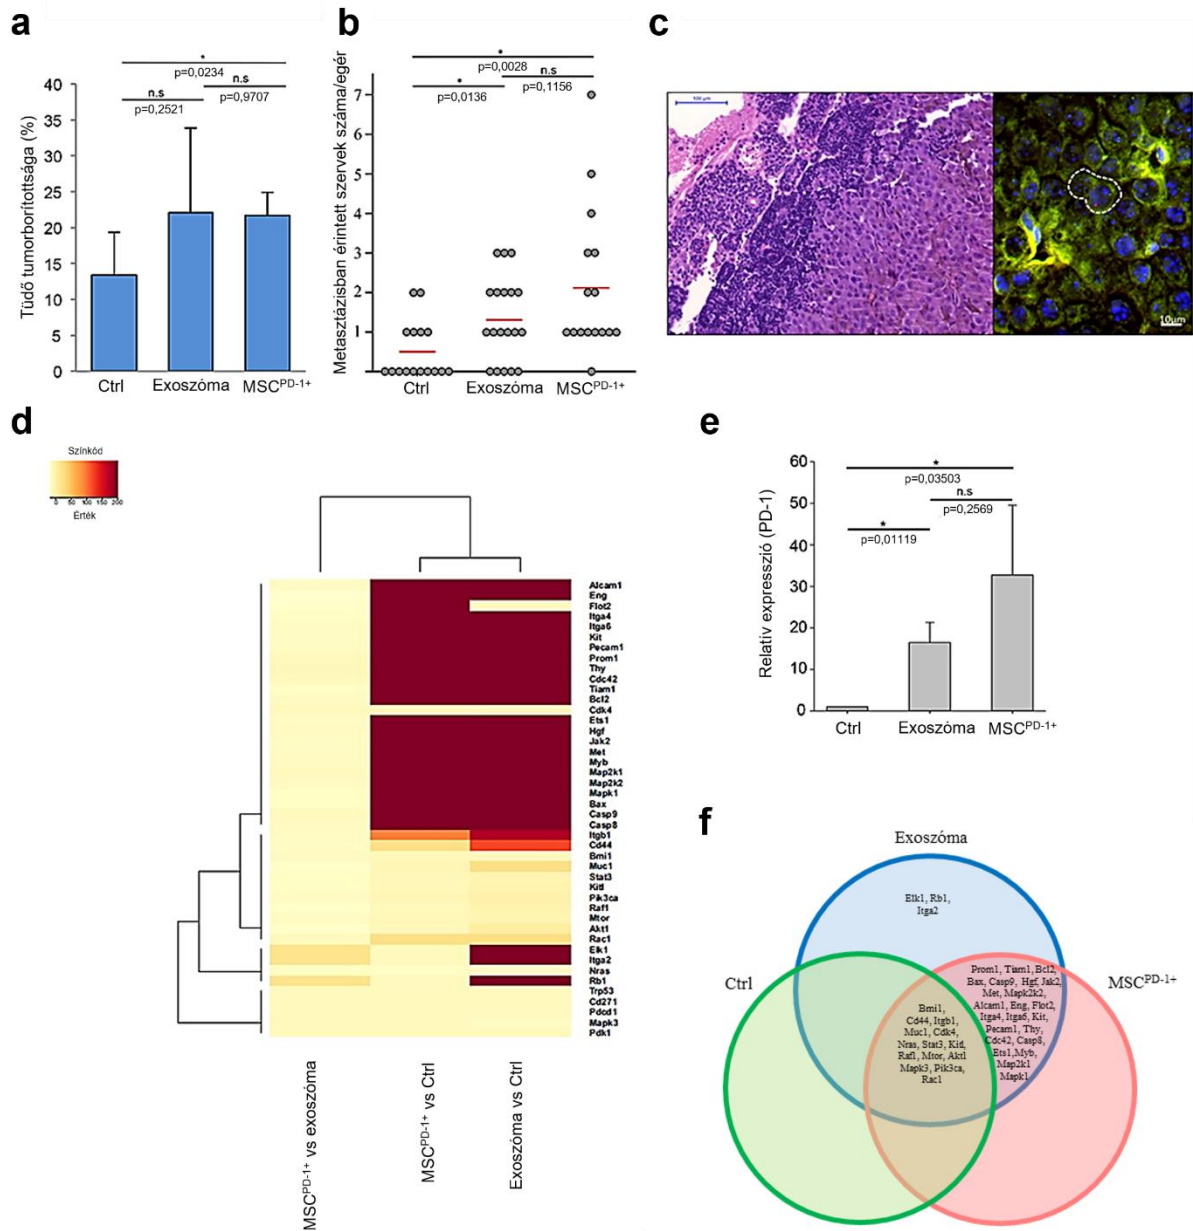 a
*
p=0,0234
n.s
n.s
p=0,2521
p=0,9707
Tüdő tumorborítottsága (%)
40
35
30
25
20
15
10
5
0
Ctrl
Exoszóma
MSCPD-1+
b
*
p=0,0028
n.s
*
p=0,0136
p=0,1156
Metasztázisban érintett szervek száma/egér
7
6
5
4
3
2
1
0
Ctrl
Exoszóma
MSCPD-1+
c
100 µm
10um
d
Színkód
0 50 100 150 200
Érték
Alcam1
Eng
Flot2
Itga4
Itga6
Kit
Pecam1
Prom1
Thy
Cdc42
Tiam1
Bcl2
Cdk4
Ets1
Hgf
Jak2
Met
Myb
Map2k1
Map2k2
Mapk1
Bax
Casp9
Casp8
Itgb1
Cd44
Bmi1
Muc1
Stat3
Kitl
Pik3ca
Raf1
Mtor
Akt1
Rac1
Elk1
Itga2
Nras
Rb1
Trp53
Cd271
Pdcd1
Mapk3
Pdk1
MSCPD-1+ vs exoszóma
MSCPD-1+ vs Ctrl
Exoszóma vs Ctrl
e
*
p=0,03503
n.s
p=0,2569
*
p=0,01119
Relatív expresszió (PD-1)
60
50
40
30
20
10
0
Ctrl
Exoszóma
MSCPD-1+
f
Exoszóma
Elk1, Rb1,
Itga2
Ctrl
MSCPD-1+
Prom1, Tiam1, Bcl2,
Bax, Casp9, Hgf, Jak2,
Met, Mapk2k2,
Alcam1, Eng, Flot2,
Itga4, Itga6, Kit,
Pecam1, Thy,
Cdc42, Casp8,
Ets1,Myb,
Map2k1
Mapk1
Bmi1,
Cd44, Itgb1,
Muc1, Cdk4,
Nras, Stat3, Kitl,
Raf1, Mtor, Akt1
Mapk3, Pik3ca,
Rac1